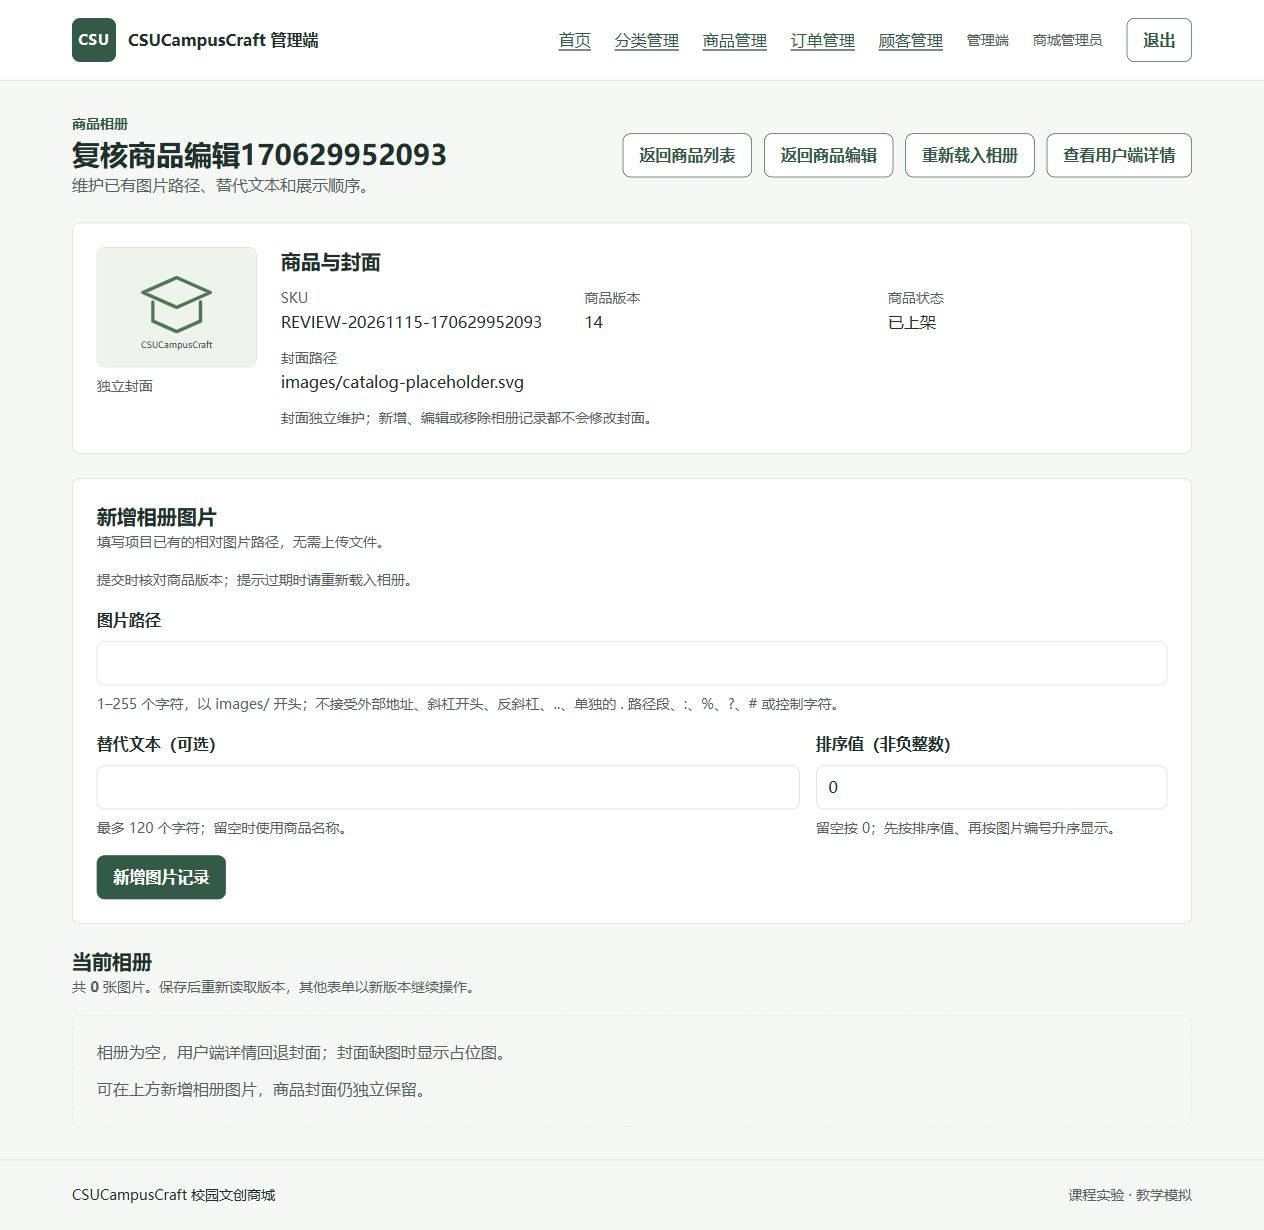 CSU
CSUCampusCraft 管理端
首页
分类管理
商品管理
订单管理
顾客管理
管理端
商城管理员
退出
商品相册
复核商品编辑170629952093
维护已有图片路径、替代文本和展示顺序。
返回商品列表
返回商品编辑
重新载入相册
查看用户端详情
CSUCampusCraft
独立封面
商品与封面
SKU
REVIEW-20261115-170629952093
商品版本
14
商品状态
已上架
封面路径
images/catalog-placeholder.svg
封面独立维护；新增、编辑或移除相册记录都不会修改封面。
新增相册图片
填写项目已有的相对图片路径，无需上传文件。
提交时核对商品版本；提示过期时请重新载入相册。
图片路径
1–255 个字符，以 images/ 开头；不接受外部地址、斜杠开头、反斜杠、..、单独的 . 路径段、:、%、?、# 或控制字符。
替代文本（可选）
最多 120 个字符；留空时使用商品名称。
排序值（非负整数）
0
留空按 0；先按排序值、再按图片编号升序显示。
新增图片记录
当前相册
共 0 张图片。保存后重新读取版本，其他表单以新版本继续操作。
相册为空，用户端详情回退封面；封面缺图时显示占位图。
可在上方新增相册图片，商品封面仍独立保留。
CSUCampusCraft 校园文创商城
课程实验 · 教学模拟